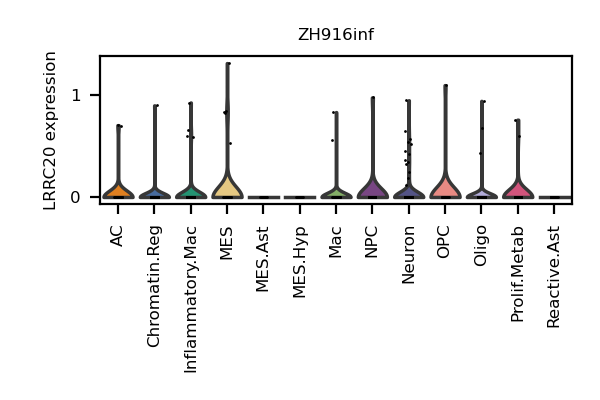 ZH916inf
LRRC20 expression
1
0
AC
Chromatin.Reg
Inflammatory.Mac
MES
MES.Ast
MES.Hyp
Mac
NPC
Neuron
OPC
Oligo
Prolif.Metab
Reactive.Ast